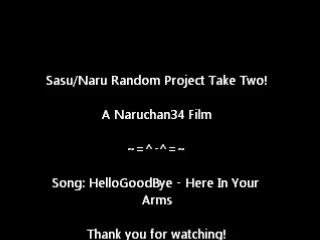 Sasu/Naru Random Project Take Two!
A Naruchan34 Film
~=^-^=~
Song: HelloGoodBye - Here In Your
Arms
Thank you for watching!